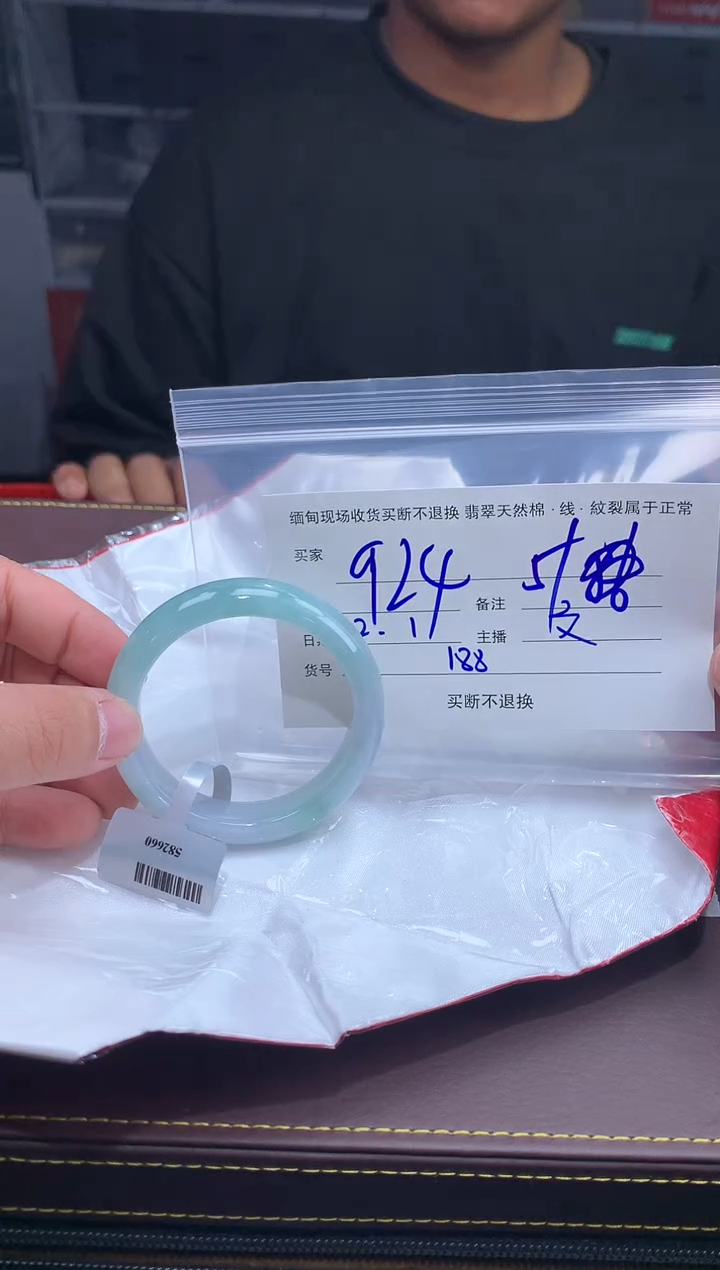 缅甸现场收货买断不退换 翡翠天然棉·线·紋裂属于正常
买家 924
备注
日 2.1 主播
货号 188
买断不退换
582660